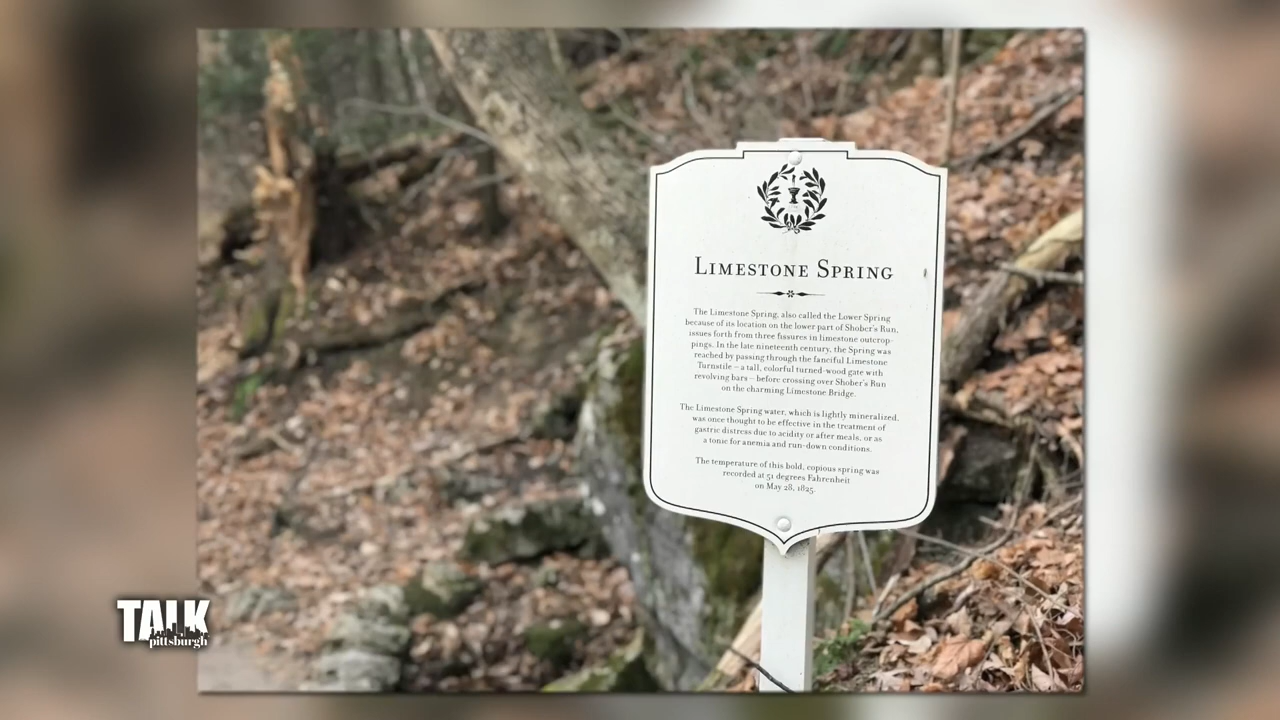 Limestone Spring
The Limestone Spring, also called the Lower Spring
because of its location on the lower part of Shober's Run,
issues forth from three fissures in limestone outcrop-
pings. In the late nineteenth century, the Spring was
reached by passing through the fanciful Limestone
Turnstile – a tall, colorful turned-wood gate with
revolving bars – before crossing over Shober's Run
on the charming Limestone Bridge.
The Limestone Spring water, which is lightly mineralized,
was once thought to be effective in the treatment of
gastric distress due to acidity or after meals, or as
a tonic for anemia and run-down conditions.
The temperature of this bold, copious spring was
recorded at 51 degrees Fahrenheit
on May 28, 1825.
TALK
pittsburgh